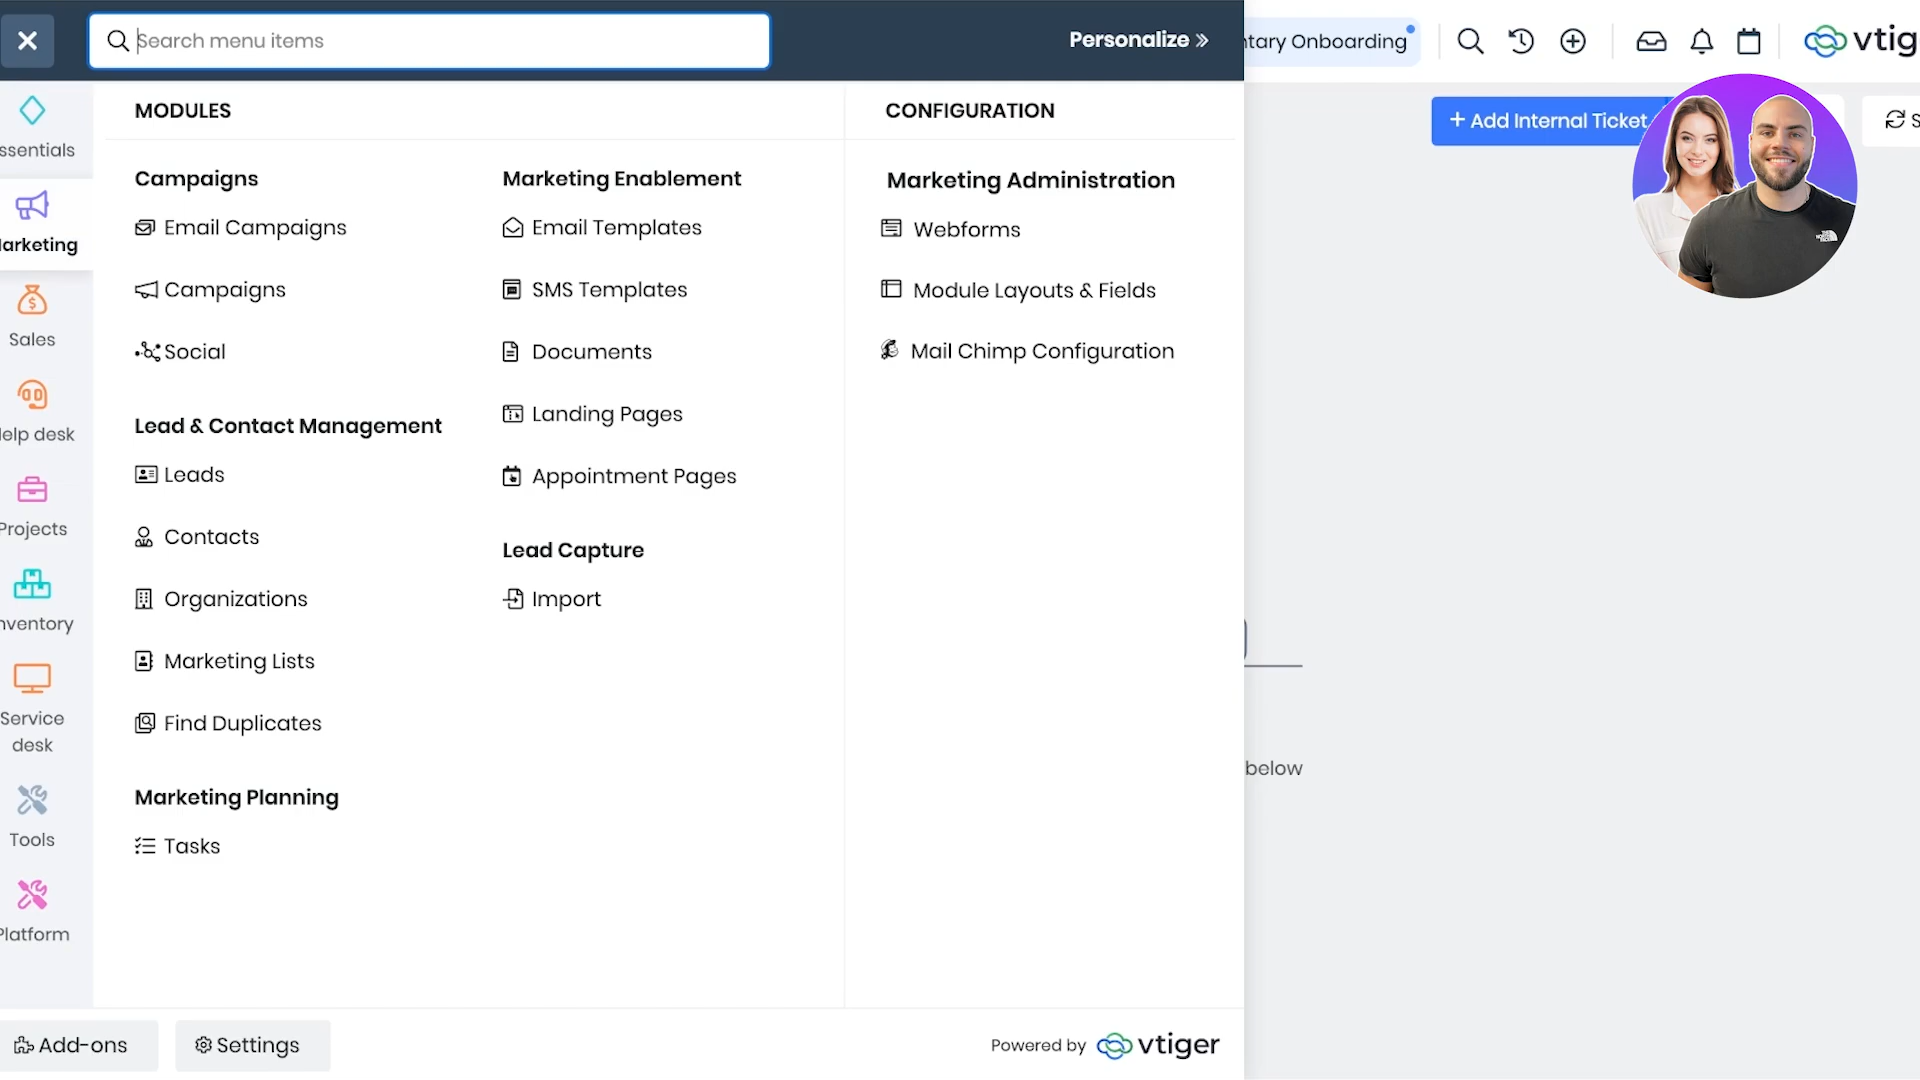 Search menu items
Personalize »
ntary Onboarding
vtig
+ Add Internal Ticket
S
MODULES
CONFIGURATION
ssentials
arketing
Sales
elp desk
Projects
nventory
Service
desk
Tools
Platform
Campaigns
Email Campaigns
Campaigns
Social
Lead & Contact Management
Leads
Contacts
Organizations
Marketing Lists
Find Duplicates
Marketing Planning
Tasks
Marketing Enablement
Email Templates
SMS Templates
Documents
Landing Pages
Appointment Pages
Lead Capture
Import
Marketing Administration
Webforms
Module Layouts & Fields
Mail Chimp Configuration
below
Add-ons
Settings
Powered by vtiger